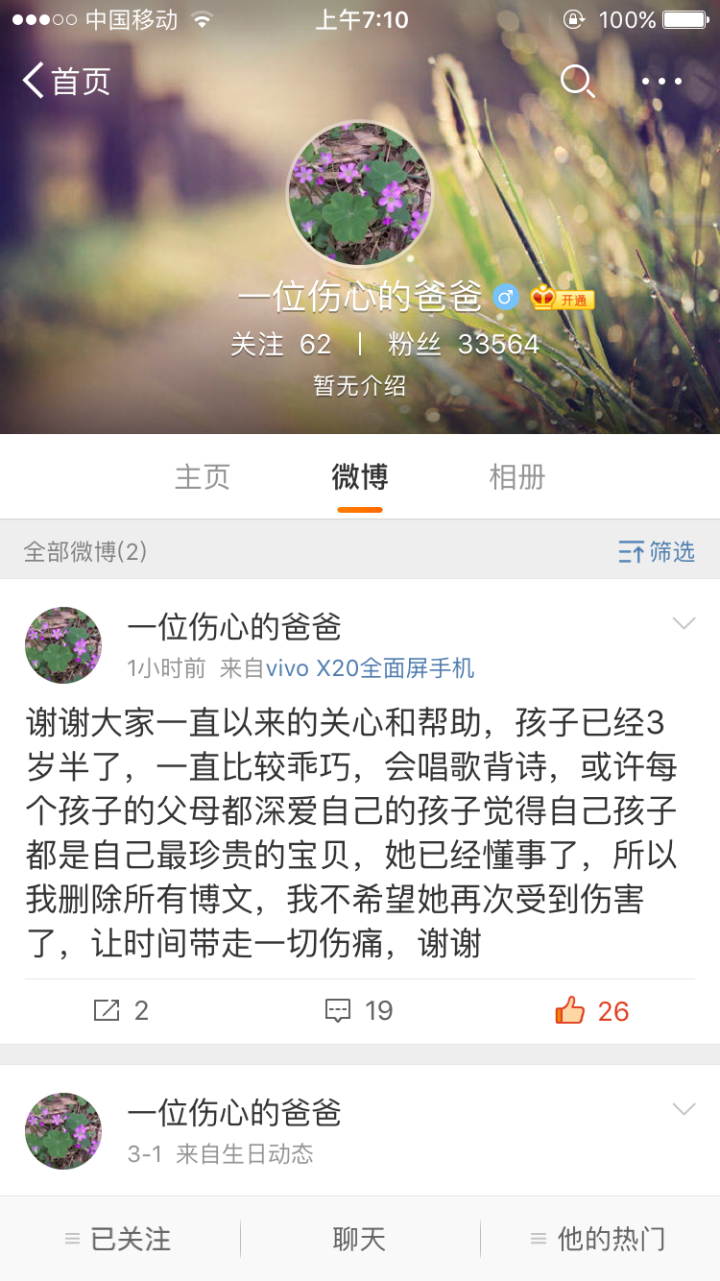 中国移动 上午7:10 100%
首页
一位伤心的爸爸 开通
关注 62 | 粉丝 33564
暂无介绍
主页 微博 相册
全部微博(2) 筛选
一位伤心的爸爸
1小时前 来自vivo X20全面屏手机
谢谢大家一直以来的关心和帮助，孩子已经3
岁半了，一直比较乖巧，会唱歌背诗，或许每
个孩子的父母都深爱自己的孩子觉得自己孩子
都是自己最珍贵的宝贝，她已经懂事了，所以
我删除所有博文，我不希望她再次受到伤害
了，让时间带走一切伤痛，谢谢
2 19 26
一位伤心的爸爸
3-1 来自生日动态
已关注 聊天 他的热门